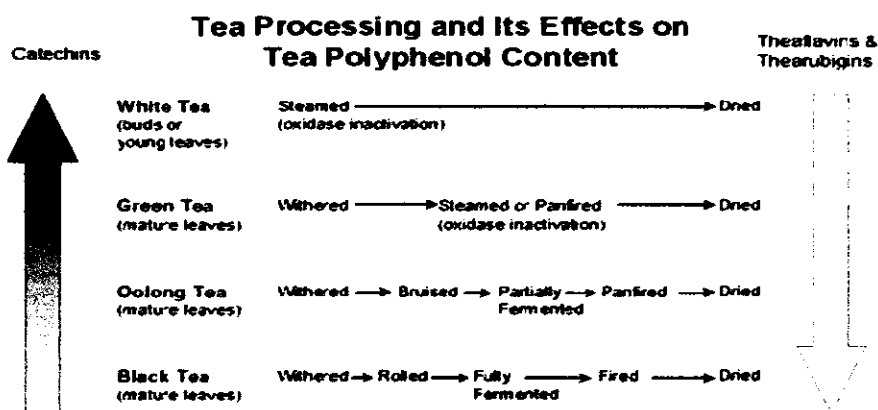 Tea Processing and Its Effects on
Tea Polyphenol Content
Catechins
Theaflavins &
Thearubigins
White Tea
(buds or
young leaves)
Steamed Dried
(oxidase inactivation)
Green Tea
(mature leaves)
Withered Steamed or Panfired Dried
(oxidase inactivation)
Oolong Tea
(mature leaves)
Withered Bruised Partially Panfired Dried
Fermented
Black Tea
(mature leaves)
Withered Rolled Fully Fired Dried
Fermented